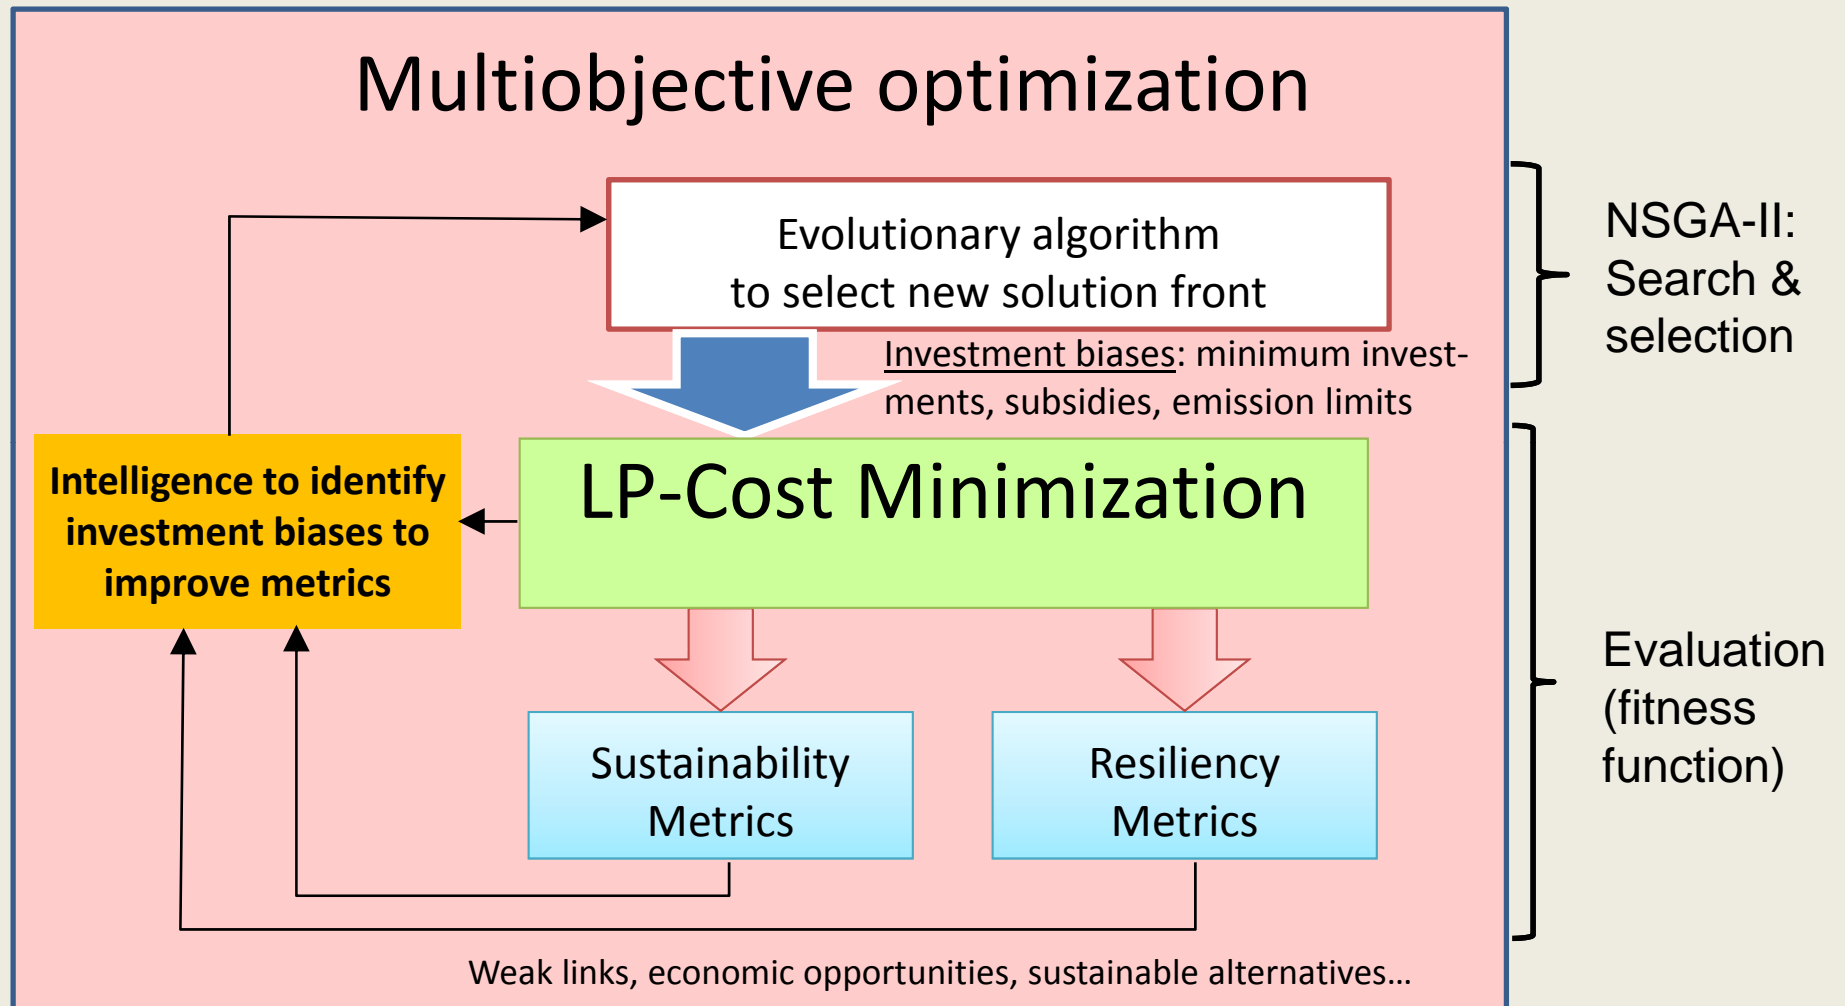 Multiobjective optimization
Evolutionary algorithm
to select new solution front
NSGA-II:
Search &
selection
Investment biases: minimum invest-
ments, subsidies, emission limits
Intelligence to identify
investment biases to
improve metrics
LP-Cost Minimization
Sustainability
Metrics
Resiliency
Metrics
Evaluation
(fitness
function)
Weak links, economic opportunities, sustainable alternatives…